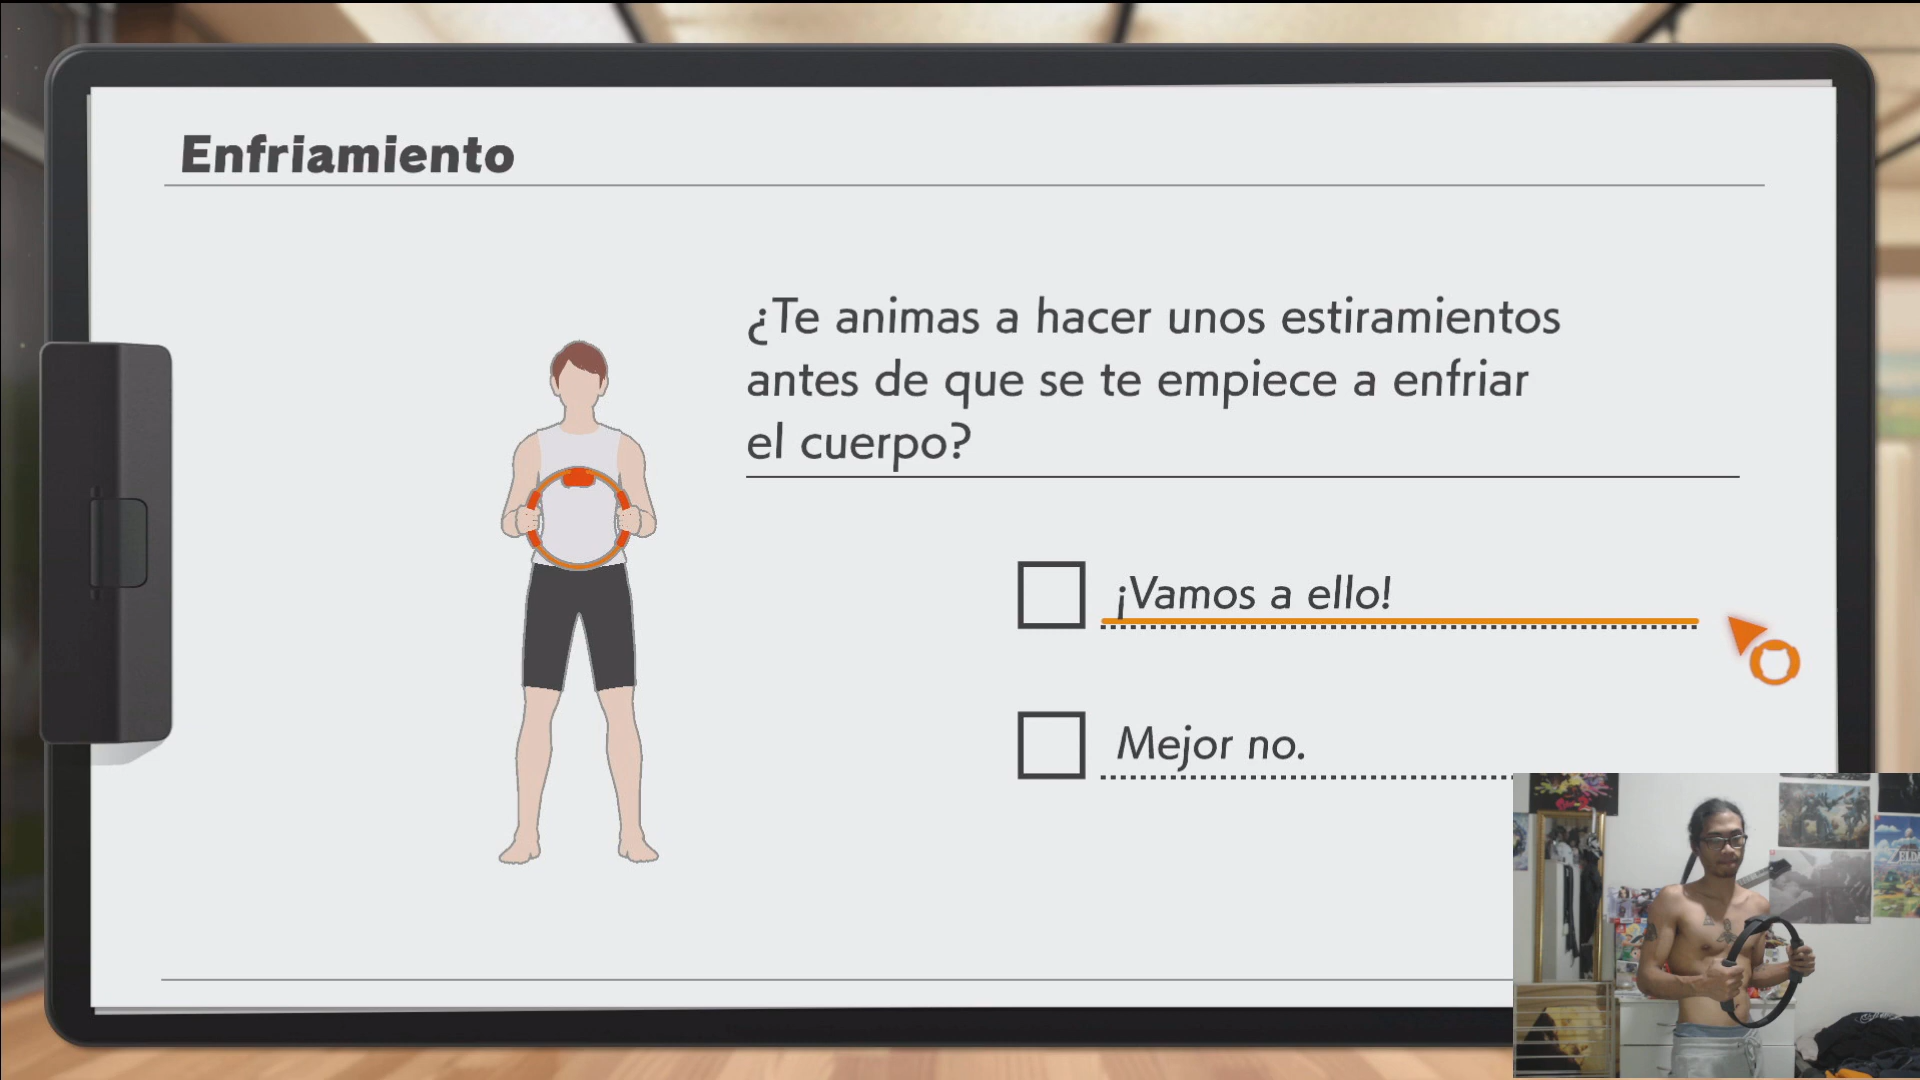 Enfriamiento
¿Te animas a hacer unos estiramientos
antes de que se te empiece a enfriar
el cuerpo?
¡Vamos a ello!
Mejor no.
ZELDA